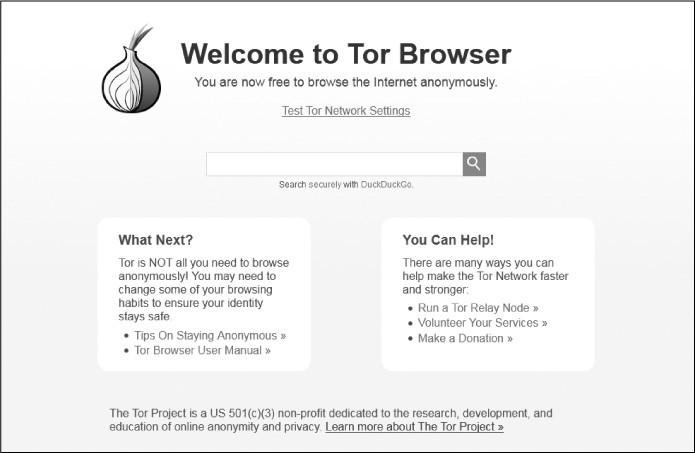 Welcome to Tor Browser
You are now free to browse the Internet anonymously.
Test Tor Network Settings
Search securely with DuckDuckGo.
What Next?
Tor is NOT all you need to browse
anonymously! You may need to
change some of your browsing
habits to ensure your identity
stays safe.
• Tips On Staying Anonymous »
• Tor Browser User Manual »
You Can Help!
There are many ways you can
help make the Tor Network faster
and stronger:
• Run a Tor Relay Node »
• Volunteer Your Services »
• Make a Donation »
The Tor Project is a US 501(c)(3) non-profit dedicated to the research, development, and
education of online anonymity and privacy. Learn more about The Tor Project »